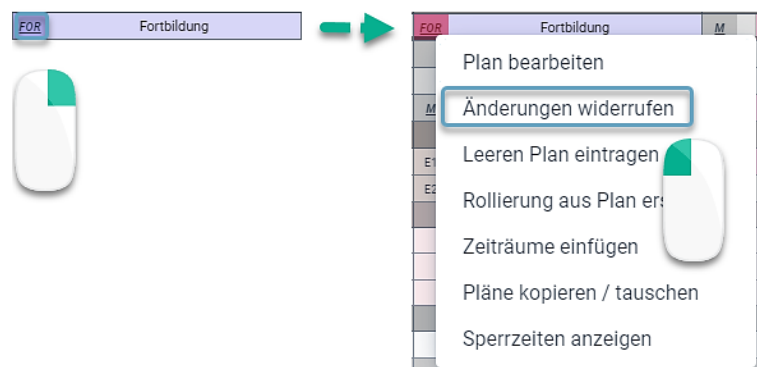 FOR Fortbildung
FOR Fortbildung M
Plan bearbeiten
M
Änderungen widerrufen
Leeren Plan eintragen
E1
Rollierung aus Plan ers
E2
Zeiträume einfügen
Pläne kopieren / tauschen
Sperrzeiten anzeigen